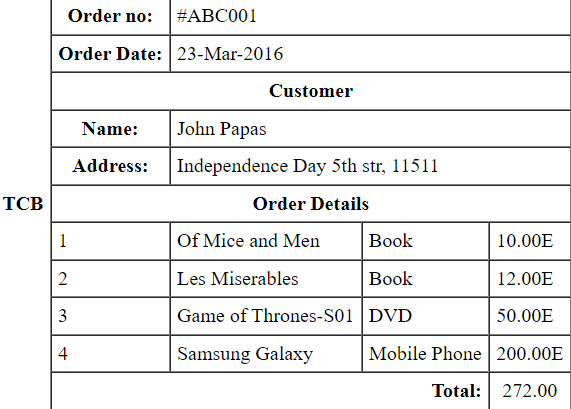 Order no: #ABC001
Order Date: 23-Mar-2016
Customer
Name: John Papas
Address: Independence Day 5th str, 11511
TCB
Order Details
1 Of Mice and Men Book 10.00E
2 Les Miserables Book 12.00E
3 Game of Thrones-S01 DVD 50.00E
4 Samsung Galaxy Mobile Phone 200.00E
Total: 272.00